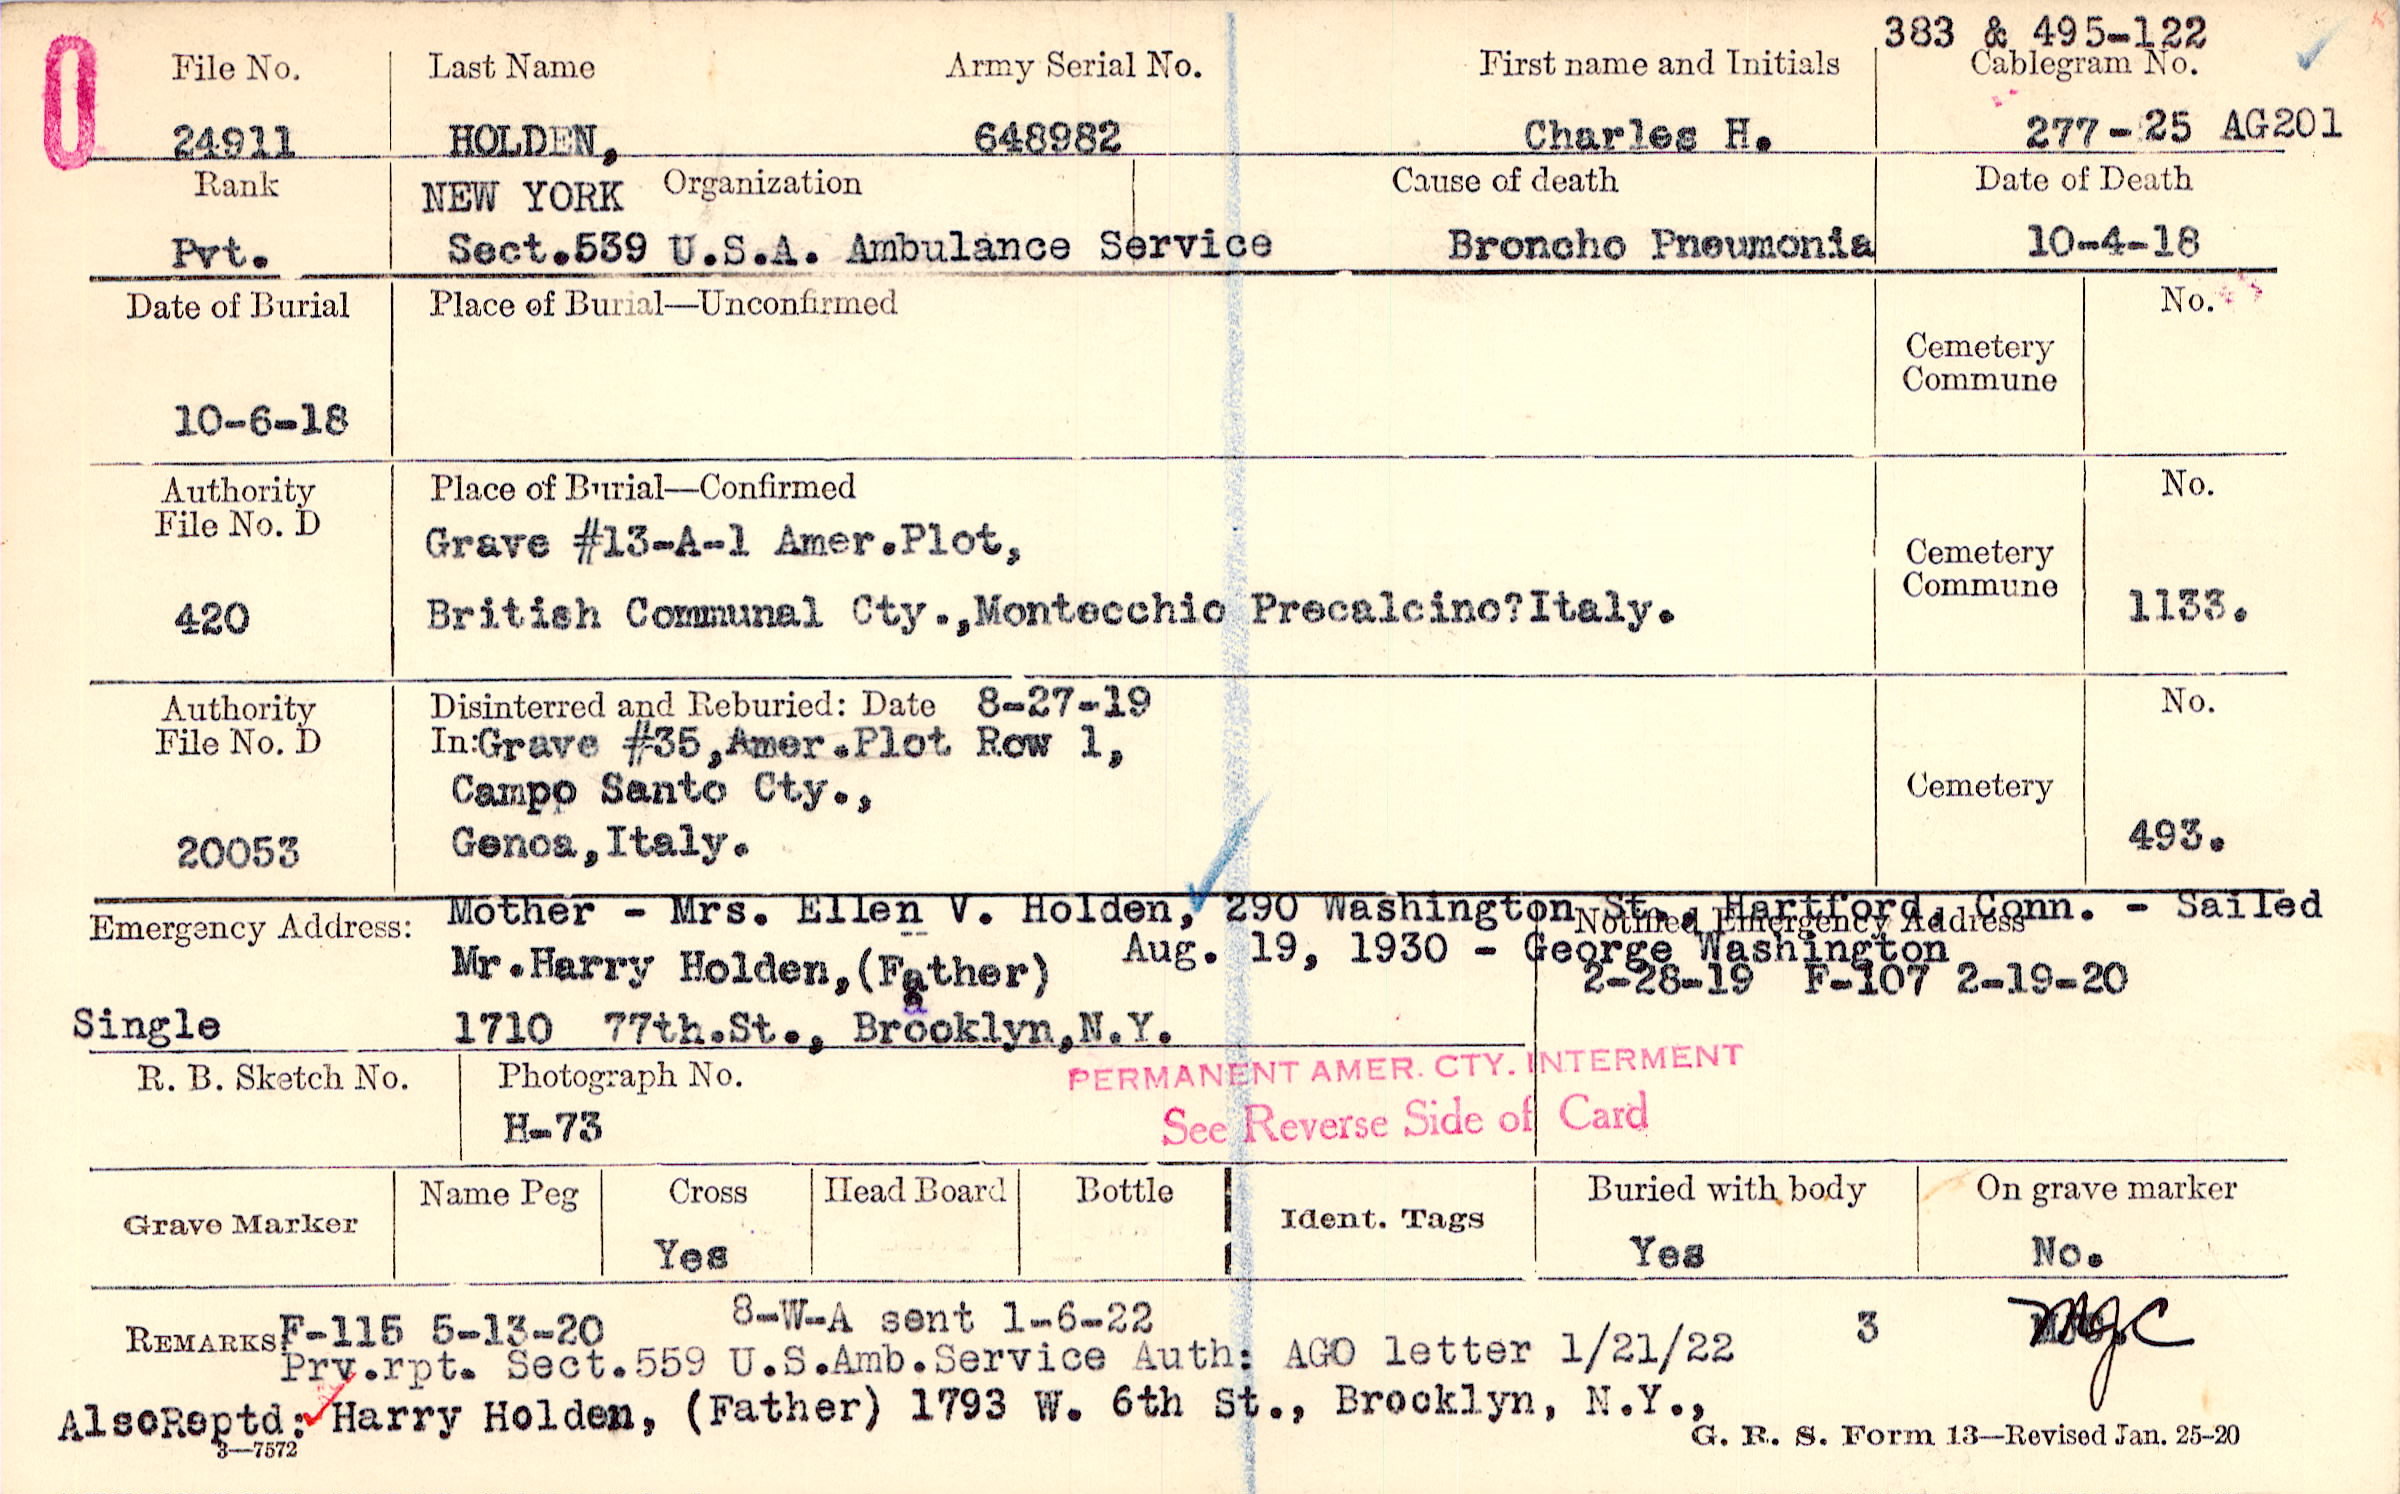 383 & 495-122
File No. Last Name Army Serial No. First name and Initials Cablegram No.
24911 HOLDEN, 648982 Charles H. 277-25 AG201
Rank NEW YORK Organization Cause of death Date of Death
Pvt. Sect.539 U.S.A. Ambulance Service Broncho Pneumonia 10-4-18
Date of Burial Place of Burial—Unconfirmed No.
Cemetery
Commune
10-6-18
Authority Place of Burial—Confirmed No.
File No. D
Grave #13-A-1 Amer.Plot, Cemetery
Commune
420 British Communal Cty.,Montecchio Precalcino?Italy. 1133.
Authority Disinterred and Reburied: Date 8-27-19 No.
File No. D In:Grave #35,Amer.Plot Row 1,
Campo Santo Cty., Cemetery
20053 Genoa,Italy. 493.
Mother - Mrs. Ellen V. Holden, 290 Washington St., Hartford, Conn. - Sailed
Emergency Address: Notified Emergency Address
Aug. 19, 1930 - George Washington
Mr.Harry Holden,(Father) 2-28-19 F-107 2-19-20
a
Single 1710 77th.St., Brooklyn,N.Y.
R. B. Sketch No. Photograph No. PERMANENT AMER. CTY. INTERMENT
H-73 See Reverse Side of Card
Grave Marker Name Peg Cross Head Board Bottle Ident. Tags Buried with body On grave marker
Yes Yes No.
REMARKS F-115 5-13-20 8-W-A sent 1-6-22 3 MJC
Prv.rpt. Sect.559 U.S.Amb.Service Auth: AGO letter 1/21/22
AlsoReptd: Harry Holden, (Father) 1793 W. 6th St., Brooklyn, N.Y.,
3—7572 G. R. S. Form 13—Revised Jan. 25-20